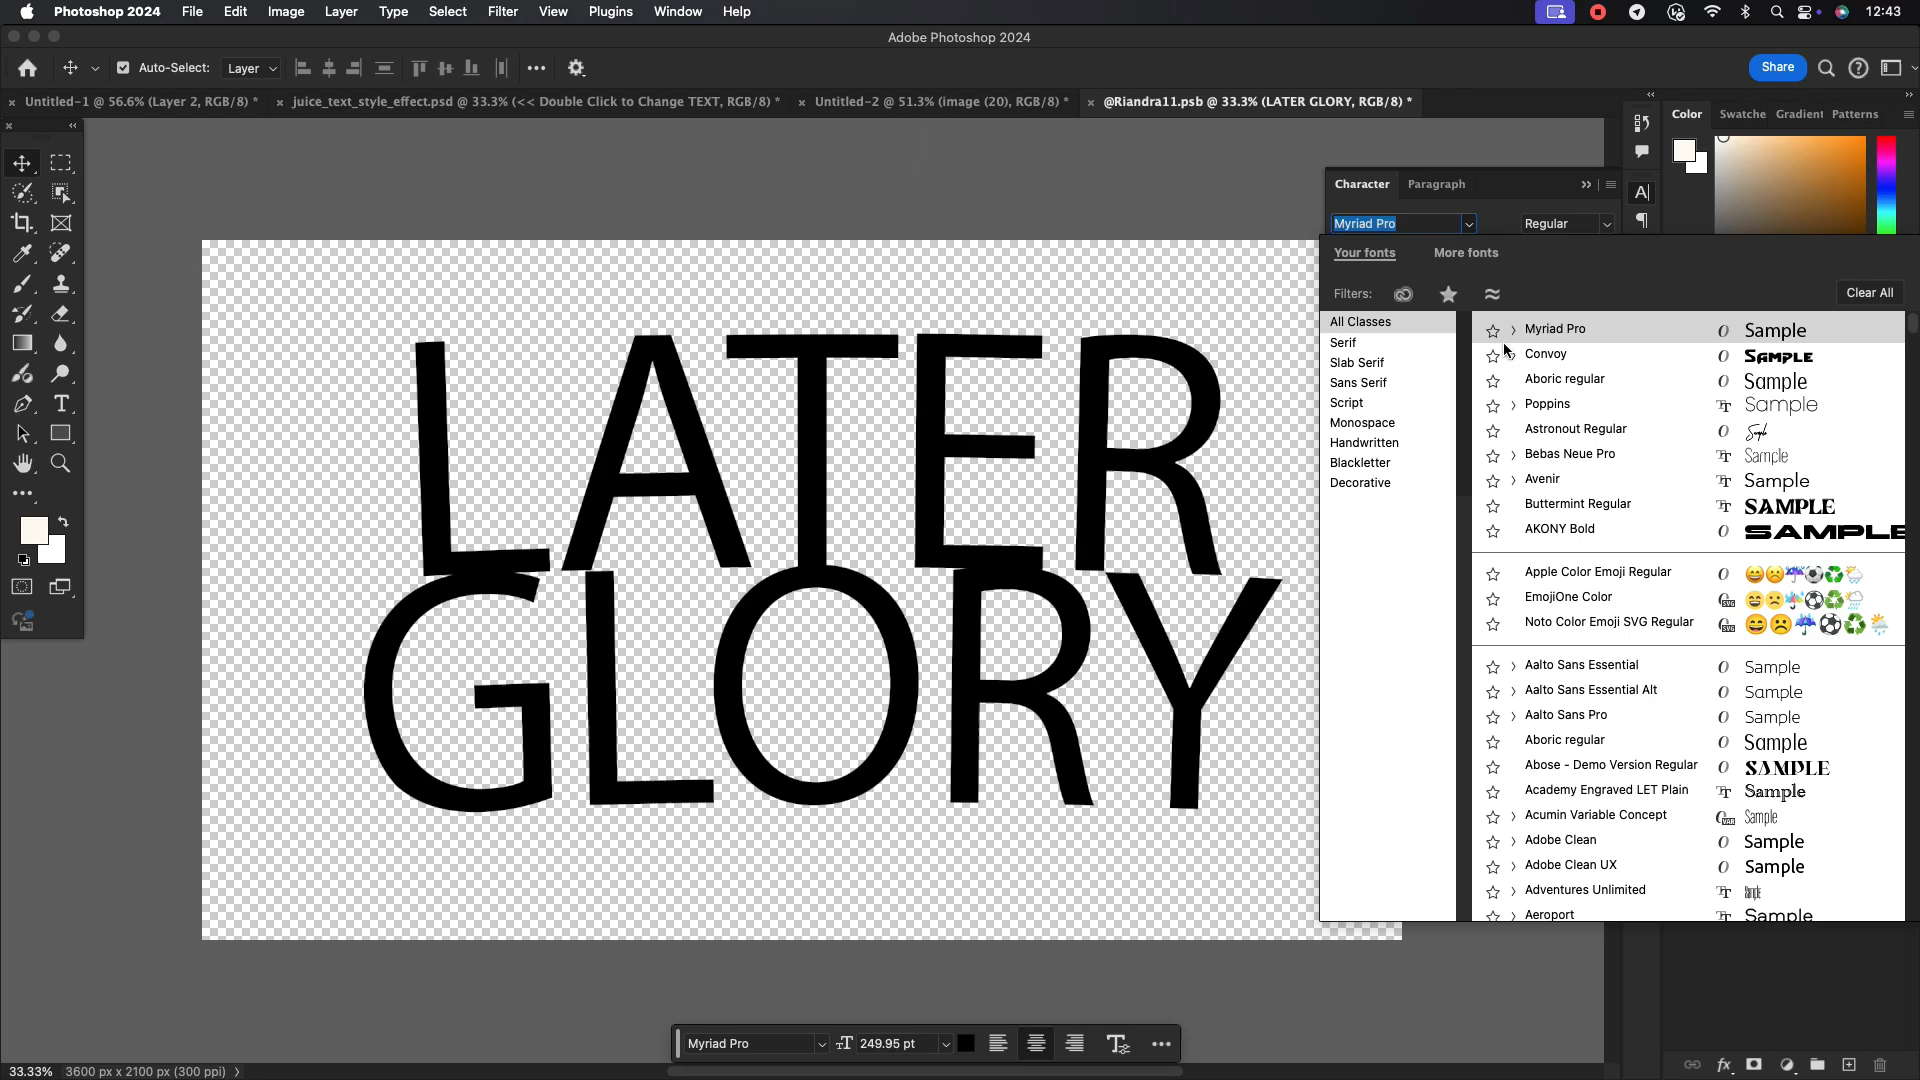 Photoshop 2024 File Edit Image Layer Type Select Filter View Plugins Window Help 12:43
Adobe Photoshop 2024
Auto-Select: Layer Share
Untitled-1 @ 56.6% (Layer 2, RGB/8) *
juice_text_style_effect.psd @ 33.3% (<< Double Click to Change TEXT, RGB/8) *
Untitled-2 @ 51.3% (image (20), RGB/8) *
@Riandra11.psb @ 33.3% (LATER GLORY, RGB/8) *
Color Swatche Gradient Patterns
Character Paragraph
Myriad Pro Regular
Your fonts More fonts
Filters: Clear All
All Classes
Serif
Slab Serif
Sans Serif
Script
Monospace
Handwritten
Blackletter
Decorative
Myriad Pro Sample
Convoy SAMPLE
Aboric regular Sample
Poppins Sample
Astronout Regular Sample
Bebas Neue Pro Sample
Avenir Sample
Buttermint Regular SAMPLE
AKONY Bold SAMPLE
Apple Color Emoji Regular
EmojiOne Color
Noto Color Emoji SVG Regular
Aalto Sans Essential Sample
Aalto Sans Essential Alt Sample
Aalto Sans Pro Sample
Aboric regular Sample
Abose - Demo Version Regular SAMPLE
Academy Engraved LET Plain Sample
Acumin Variable Concept Sample
Adobe Clean Sample
Adobe Clean UX Sample
Adventures Unlimited Sample
Aeroport Sample
LATER
GLORY
Myriad Pro 249.95 pt
33.33% 3600 px x 2100 px (300 ppi)